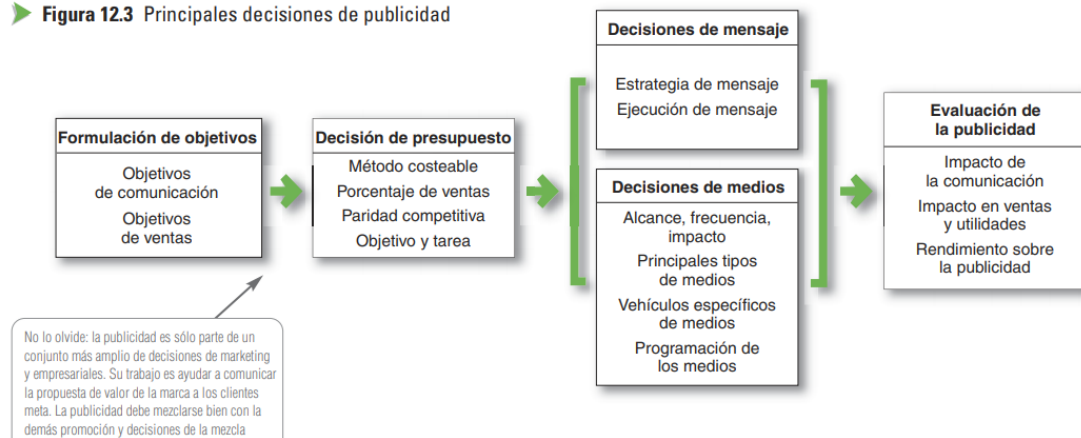 Figura 12.3 Principales decisiones de publicidad
Formulación de objetivos
Objetivos
de comunicación
Objetivos
de ventas
No lo olvide: la publicidad es sólo parte de un
conjunto más amplio de decisiones de marketing
y empresariales. Su trabajo es ayudar a comunicar
la propuesta de valor de la marca a los clientes
meta. La publicidad debe mezclarse bien con la
demás promoción y decisiones de la mezcla
Decisión de presupuesto
Método costeable
Porcentaje de ventas
Paridad competitiva
Objetivo y tarea
Decisiones de mensaje
Estrategia de mensaje
Ejecución de mensaje
Decisiones de medios
Alcance, frecuencia,
impacto
Principales tipos
de medios
Vehículos específicos
de medios
Programación de
los medios
Evaluación de
la publicidad
Impacto de
la comunicación
Impacto en ventas
y utilidades
Rendimiento sobre
la publicidad